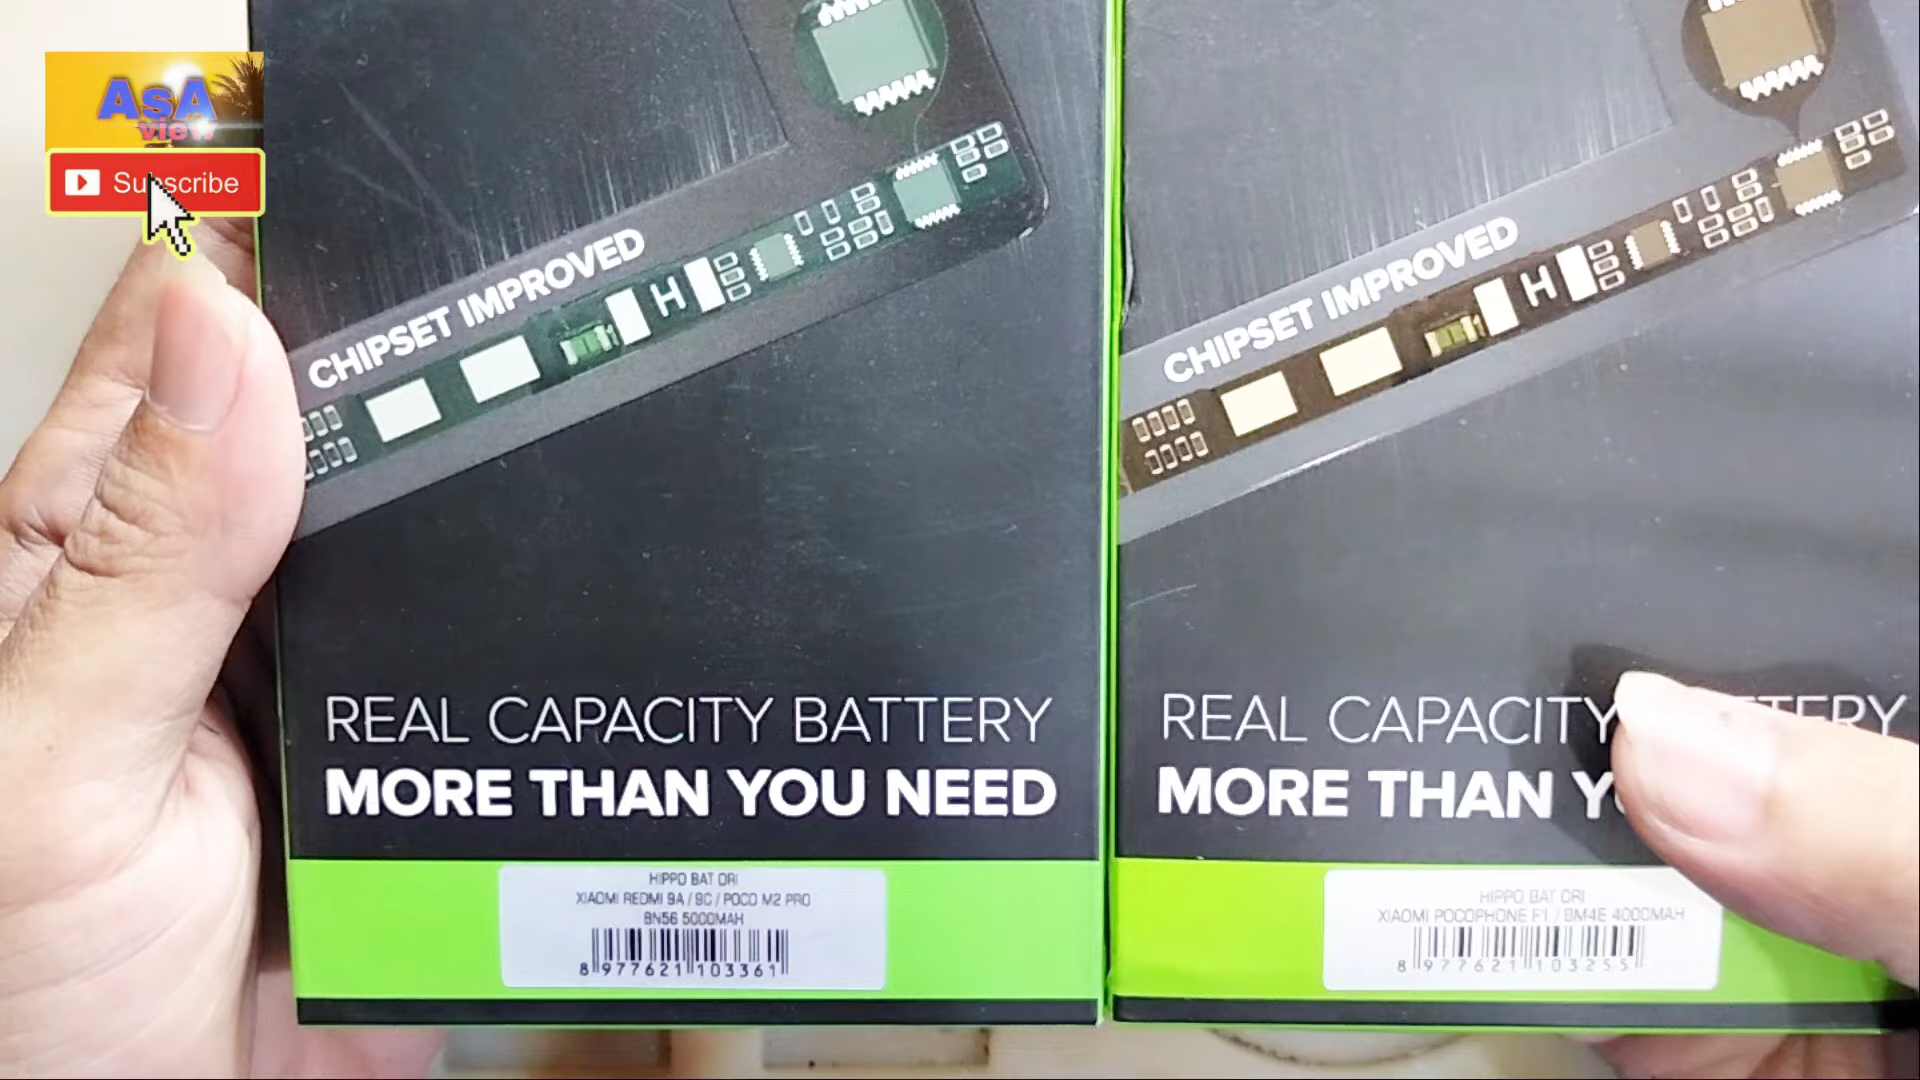 AsA
view
Subscribe
CHIPSET IMPROVED
H
REAL CAPACITY BATTERY
MORE THAN YOU NEED
HIPPO BAT ORI
XIAOMI REDMI 9A / 9C / POCO M2 PRO
BN56 5000MAH
8 977621 103361
CHIPSET IMPROVED
H
REAL CAPACITY
MORE THAN
HIPPO BAT ORI
XIAOMI POCOPHONE F1 / BM4E 4000MAH
8 977621 103255